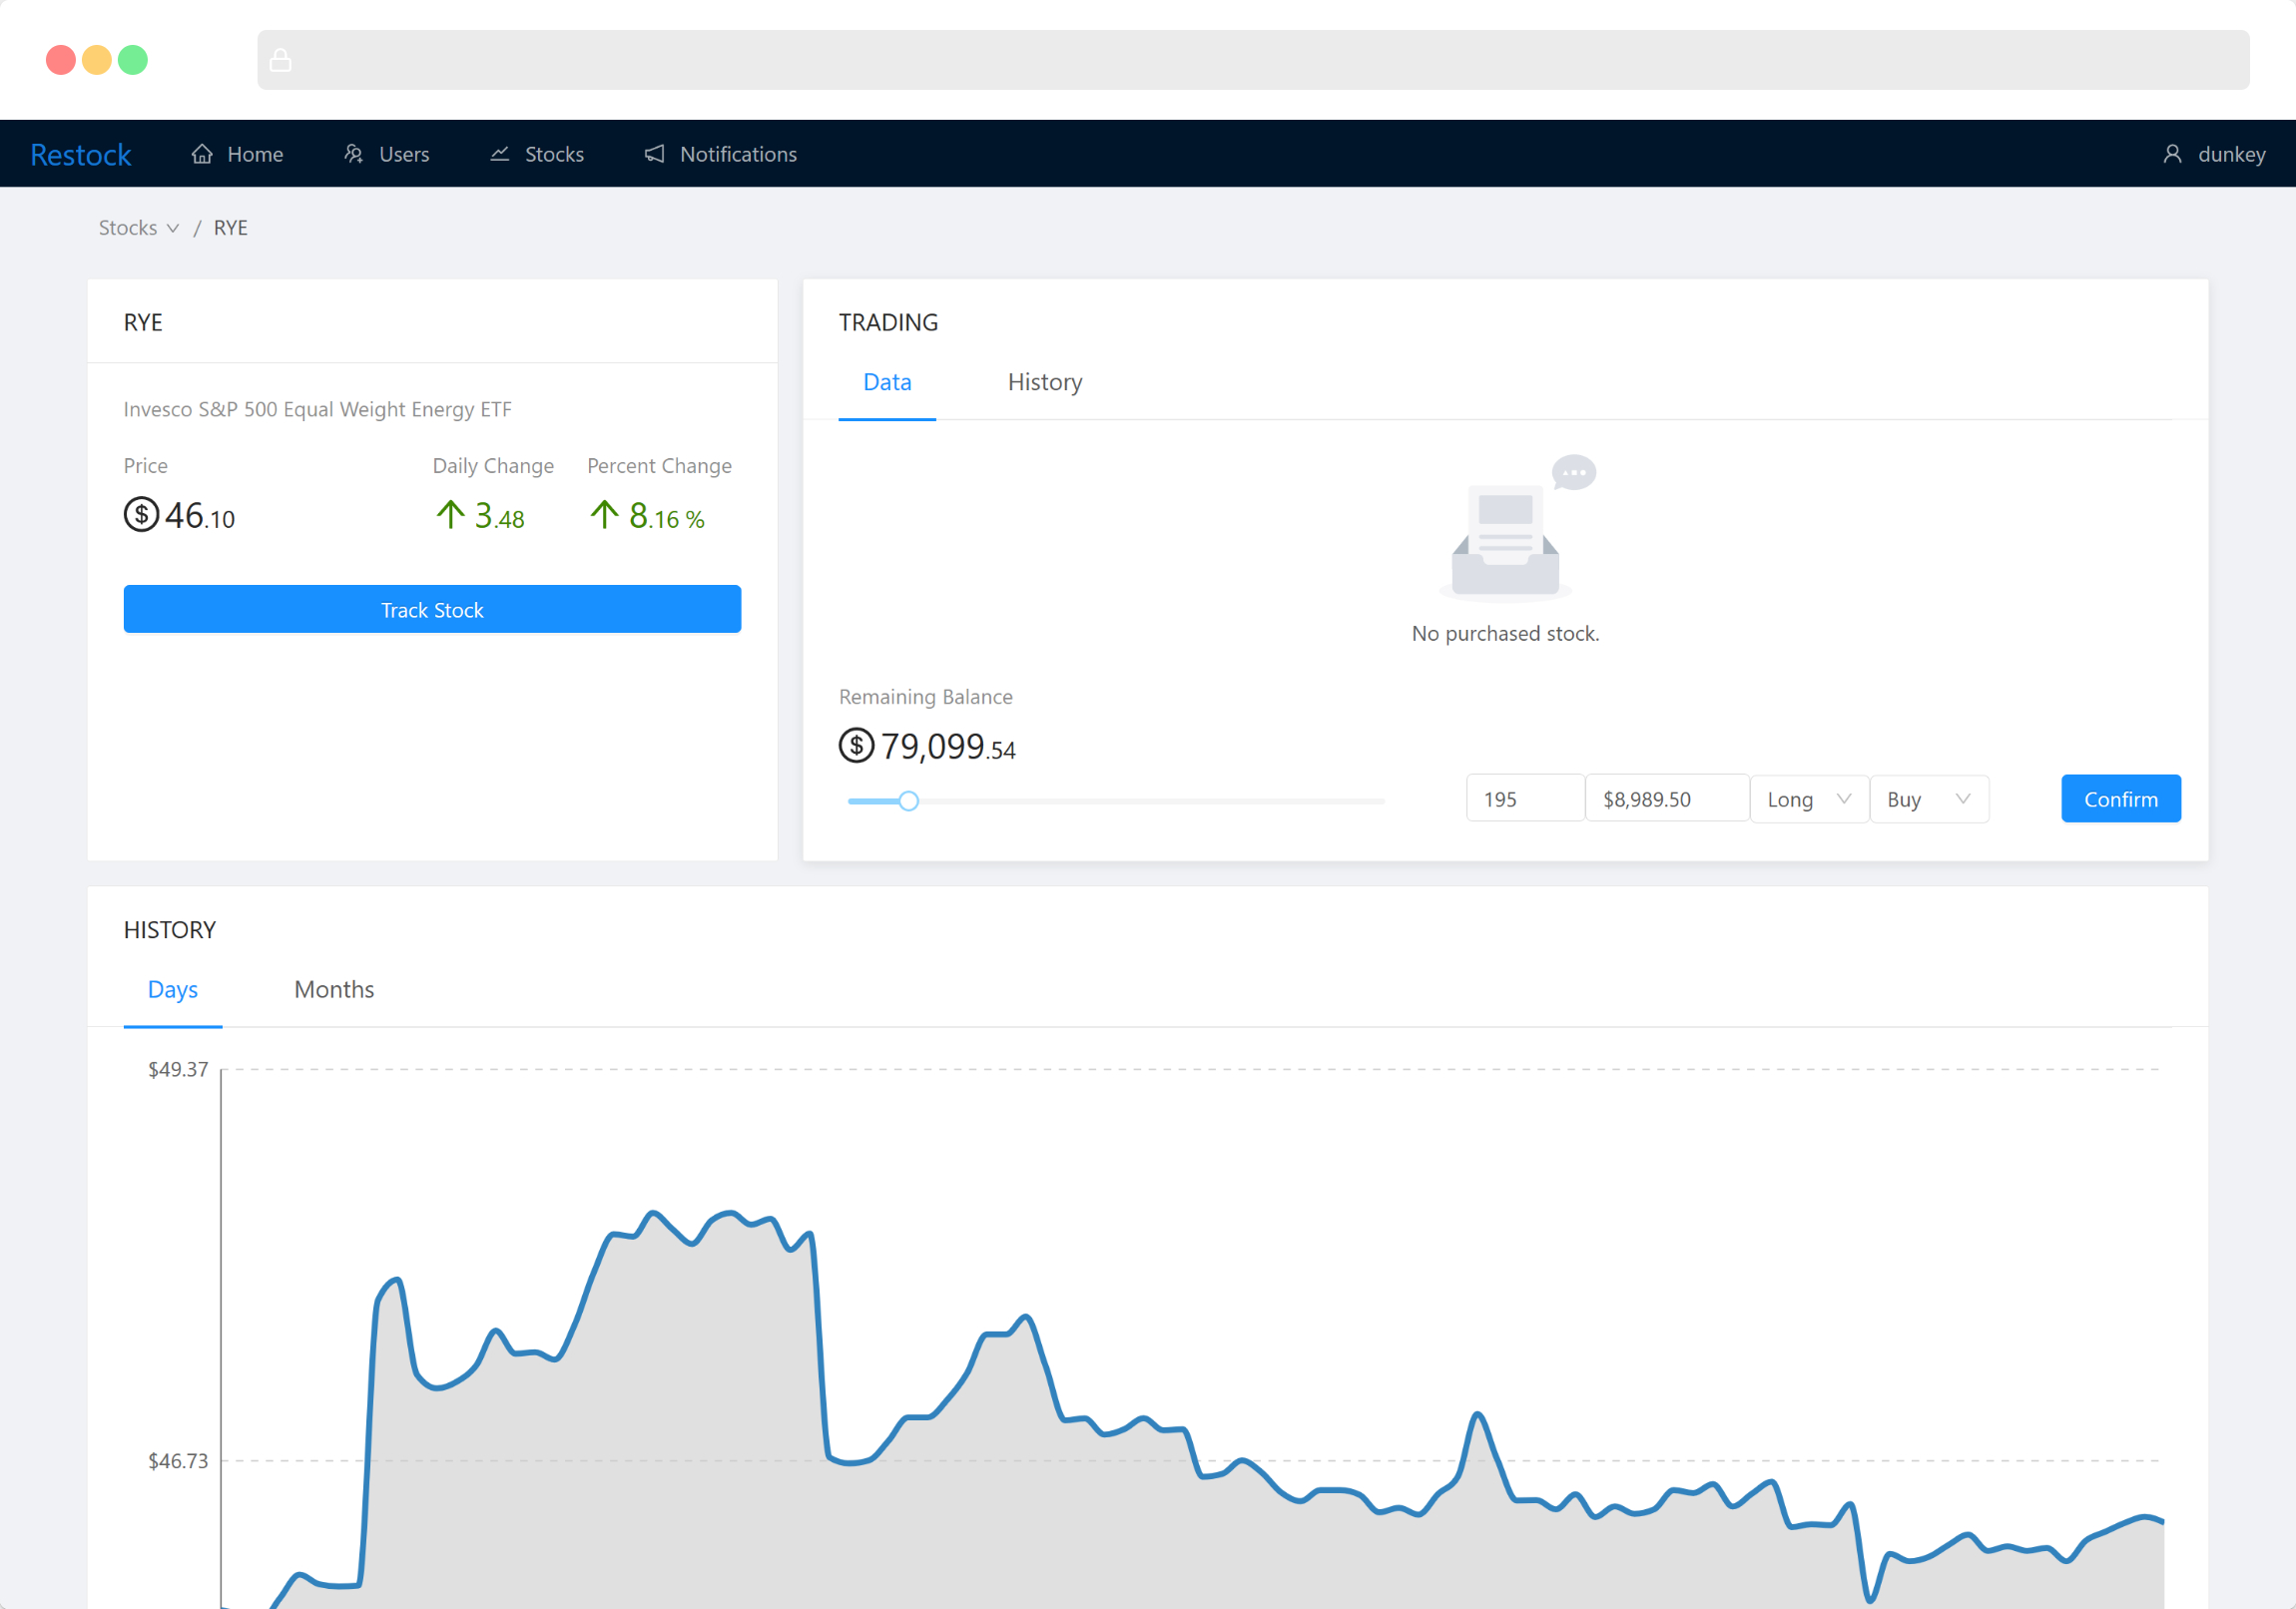 Restock Home Users Stocks Notifications dunkey
Stocks / RYE
RYE
Invesco S&P 500 Equal Weight Energy ETF
Price Daily Change Percent Change
$ 46.10 3.48 8.16 %
Track Stock
TRADING
Data History
No purchased stock.
Remaining Balance
$ 79,099.54
195 $8,989.50 Long Buy Confirm
HISTORY
Days Months
$49.37
$46.73